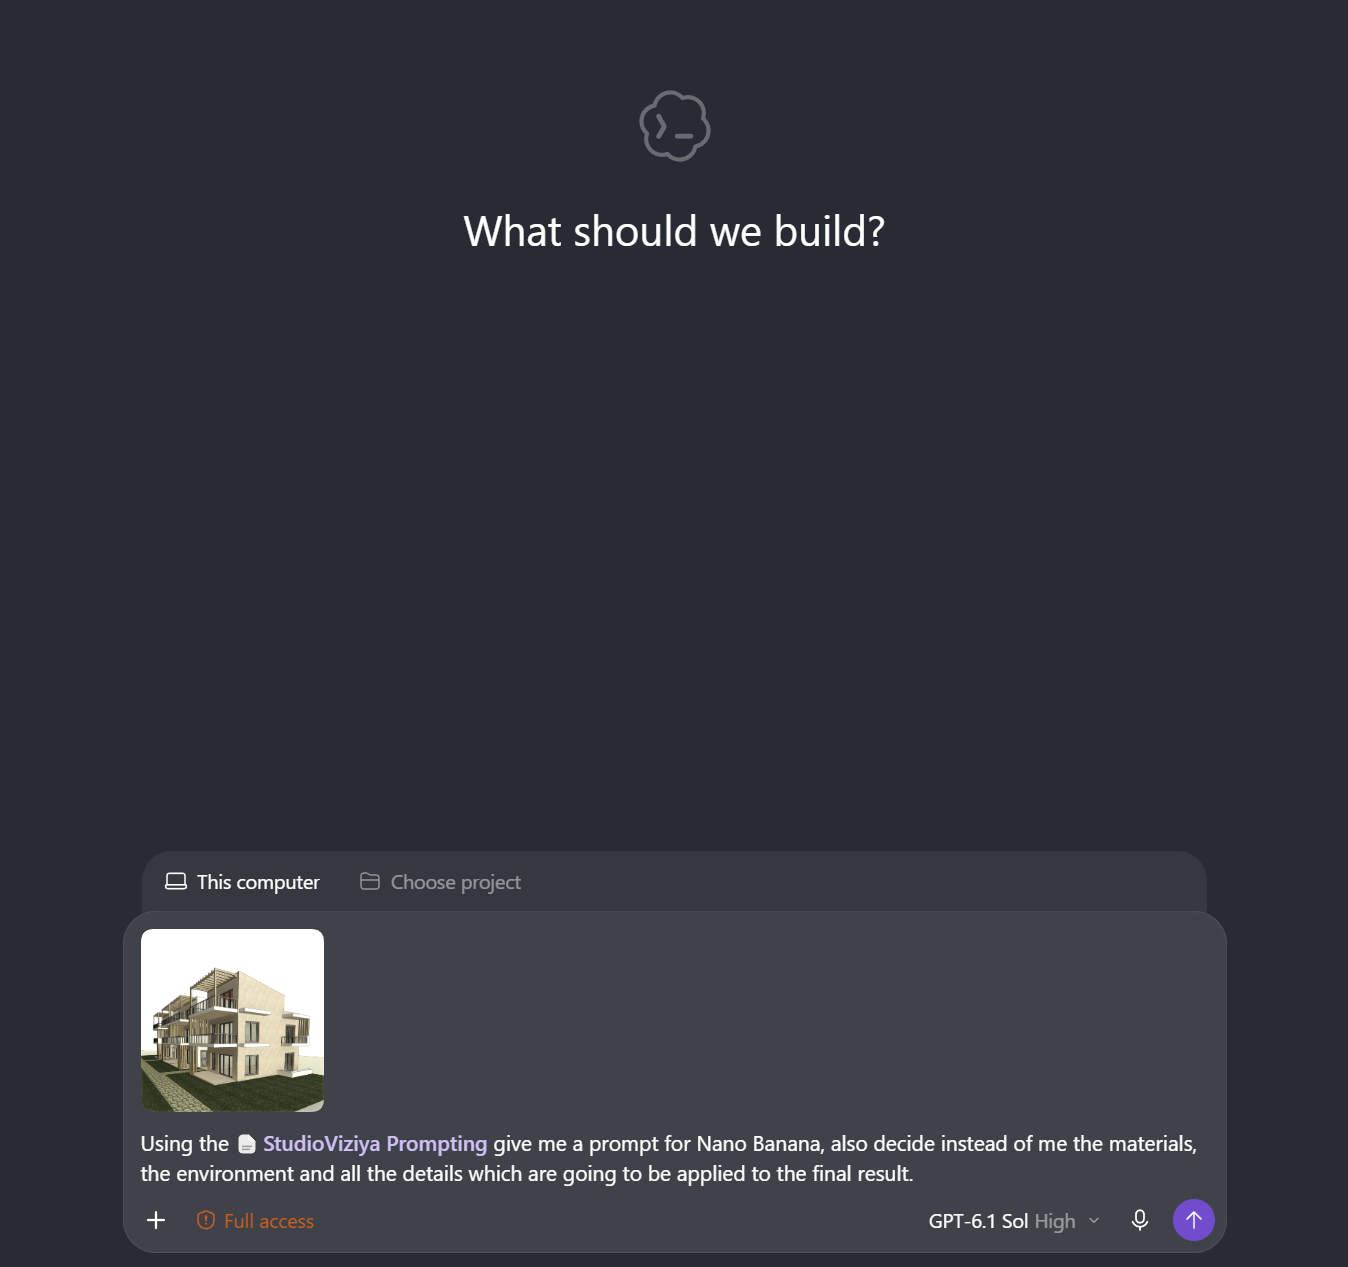 What should we build?
This computer
Choose project
Using the StudioViziya Prompting give me a prompt for Nano Banana, also decide instead of me the materials,
the environment and all the details which are going to be applied to the final result.
Full access
GPT-6.1 Sol High